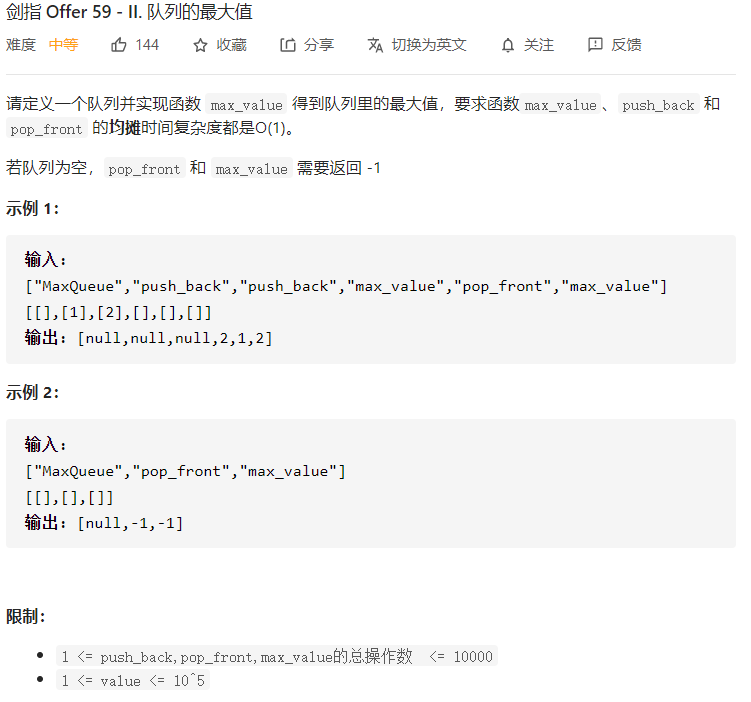 剑指 Offer 59 - II. 队列的最大值
难度 中等 144 收藏 分享 切换为英文 关注 反馈
请定义一个队列并实现函数 max_value 得到队列里的最大值，要求函数max_value、push_back 和
pop_front 的均摊时间复杂度都是O(1)。
若队列为空，pop_front 和 max_value 需要返回 -1
示例 1：
输入：
["MaxQueue","push_back","push_back","max_value","pop_front","max_value"]
[[],[1],[2],[],[],[]]
输出：[null,null,null,2,1,2]
示例 2：
输入：
["MaxQueue","pop_front","max_value"]
[[],[],[]]
输出：[null,-1,-1]
限制：
• 1 <= push_back,pop_front,max_value的总操作数 <= 10000
• 1 <= value <= 10^5